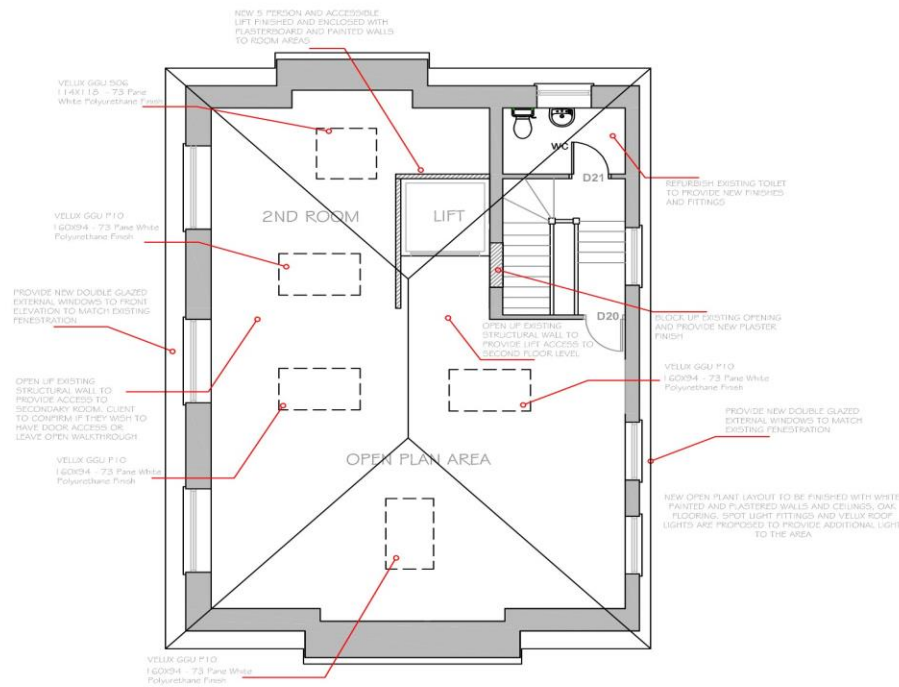 NEW 5 PERSON AND ACCESSIBLE
LIFT FINISHED AND ENCLOSED WITH
PLASTERBOARD AND PAINTED WALLS
TO ROOM AREAS
VELUX GGU S06
114X118 - 73 Pane
White Polyurethane Finish
WC
D21
REFURBISH EXISTING TOILET
TO PROVIDE NEW FINISHES
AND FITTINGS
VELUX GGU P10
160X94 - 73 Pane White
Polyurethane Finish
2ND ROOM
LIFT
PROVIDE NEW DOUBLE GLAZED
EXTERNAL WINDOWS TO FRONT
ELEVATION TO MATCH EXISTING
FENESTRATION
D20
BLOCK UP EXISTING OPENING
AND PROVIDE NEW PLASTER
FINISH
OPEN UP EXISTING
STRUCTURAL WALL TO
PROVIDE LIFT ACCESS TO
SECOND FLOOR LEVEL
VELUX GGU P10
160X94 - 73 Pane White
Polyurethane Finish
OPEN UP EXISTING
STRUCTURAL WALL TO
PROVIDE ACCESS TO
SECONDARY ROOM. CLIENT
TO CONFIRM IF THEY WISH TO
HAVE DOOR ACCESS OR
LEAVE OPEN WALKTHROUGH
PROVIDE NEW DOUBLE GLAZED
EXTERNAL WINDOWS TO MATCH
EXISTING FENESTRATION
VELUX GGU P10
160X94 - 73 Pane White
Polyurethane Finish
OPEN PLAN AREA
NEW OPEN PLANT LAYOUT TO BE FINISHED WITH WHITE
PAINTED AND PLASTERED WALLS AND CEILINGS, OAK
FLOORING, SPOT LIGHT FITTINGS AND VELUX ROOF
LIGHTS ARE PROPOSED TO PROVIDE ADDITIONAL LIGHT
TO THE AREA
VELUX GGU P10
160X94 - 73 Pane White
Polyurethane Finish